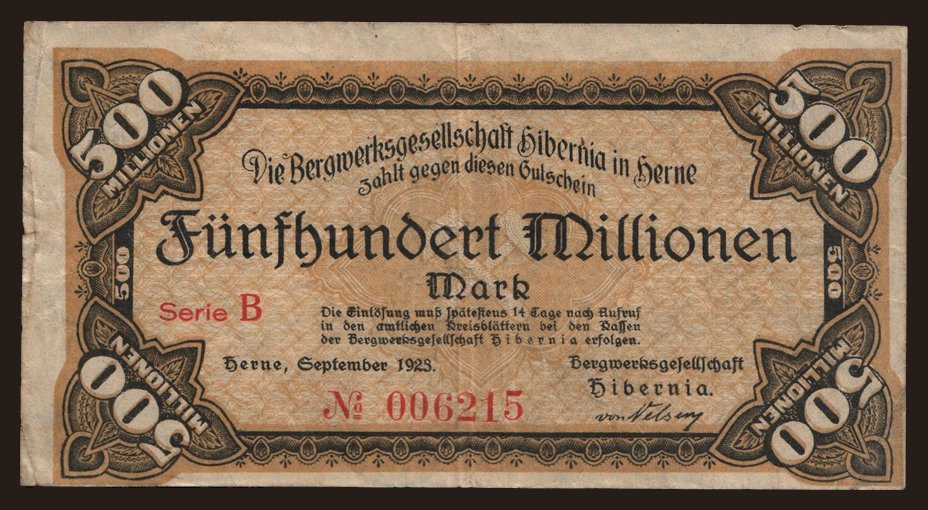 500 MILLIONEN
500 MILLIONEN
Die Bergwerksgesellschaft Hibernia in Herne
zahlt gegen diesen Gutschein
Fünfhundert Millionen
Mark
500
500
Serie B
Die Einlösung muß spätestens 14 Tage nach Aufruf
in den amtlichen Kreisblättern bei den Kassen
der Bergwerksgesellschaft Hibernia erfolgen.
Herne, September 1923.
Bergwerksgesellschaft
Hibernia.
№ 006215
von Velsen
500 MILLIONEN
500 MILLIONEN